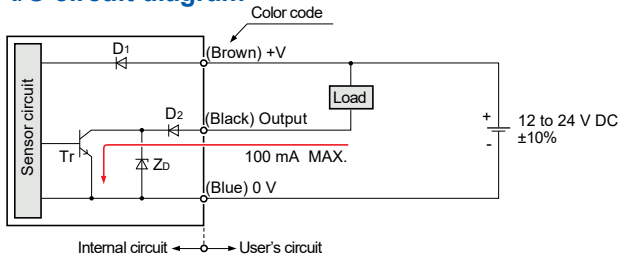 I/O circuit diagram
Color code
D1
(Brown) +V
Sensor circuit
Load
D2
(Black) Output
+
12 to 24 V DC
±10%
-
Tr
ZD
100 mA MAX.
(Blue) 0 V
Internal circuit
User's circuit